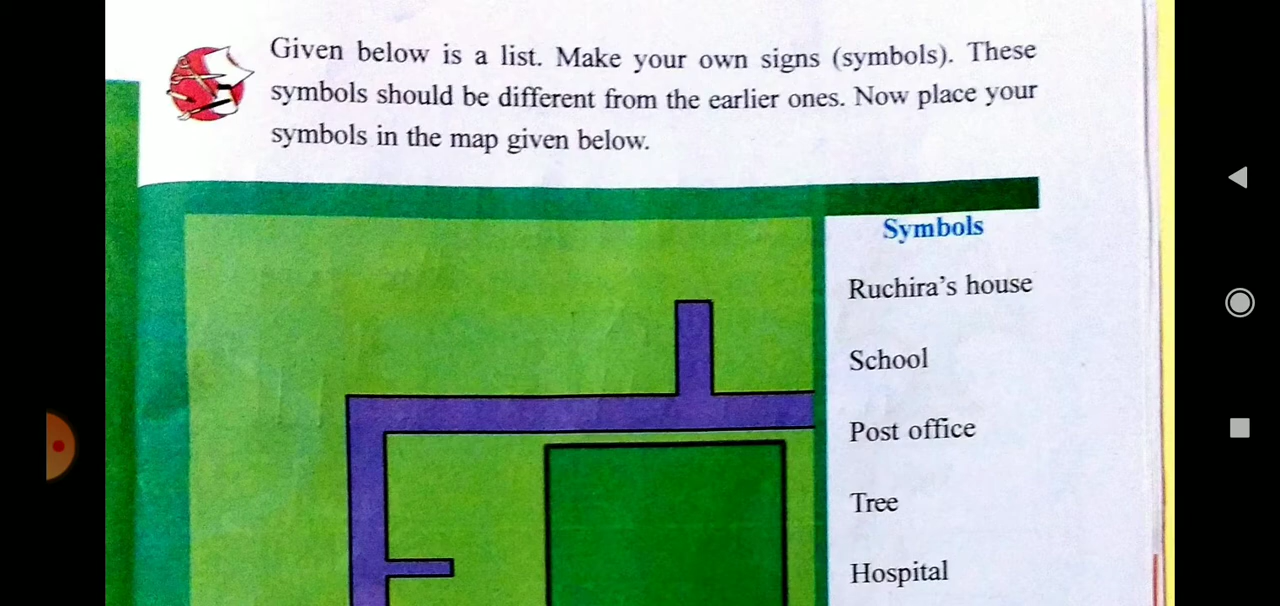 Given below is a list. Make your own signs (symbols). These
symbols should be different from the earlier ones. Now place your
symbols in the map given below.
Symbols
Ruchira's house
School
Post office
Tree
Hospital